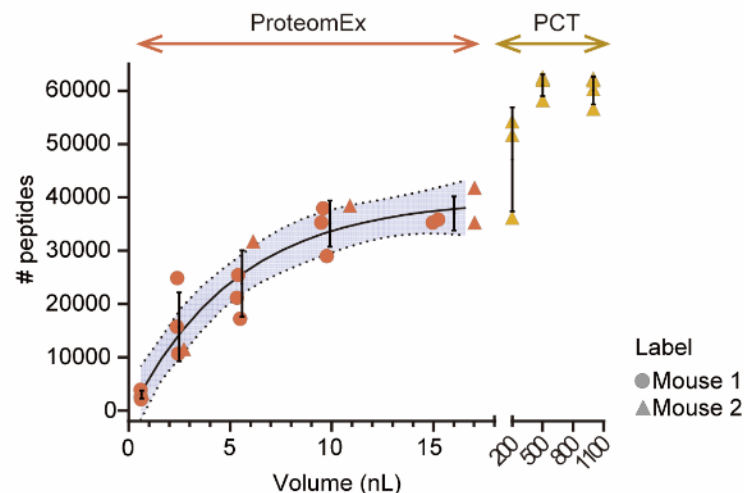 ProteomEx PCT
# peptides
60000
50000
40000
30000
20000
10000
0
0 5 10 15 200 500 800 1100
Volume (nL)
Label
Mouse 1
Mouse 2